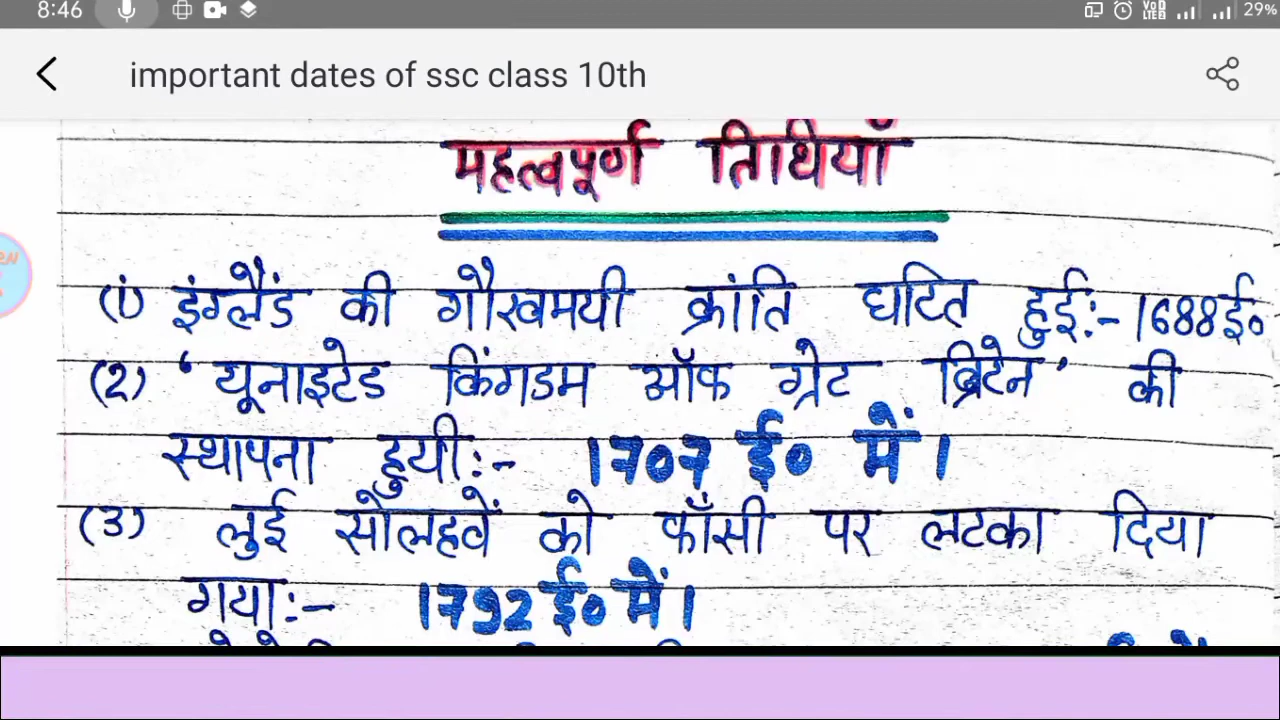 8:46 29%
important dates of ssc class 10th
महत्वपूर्ण तिथियाँ
(1) इंग्लैंड की गौरवमयी क्रांति घटित हुई:- 1688ई०
(2) 'यूनाइटेड किंगडम ऑफ ग्रेट ब्रिटेन' की
स्थापना हुयी:- 1707 ई० में।
(3) लुई सोलहवें को फाँसी पर लटका दिया
गया:- 1792 ई० में।